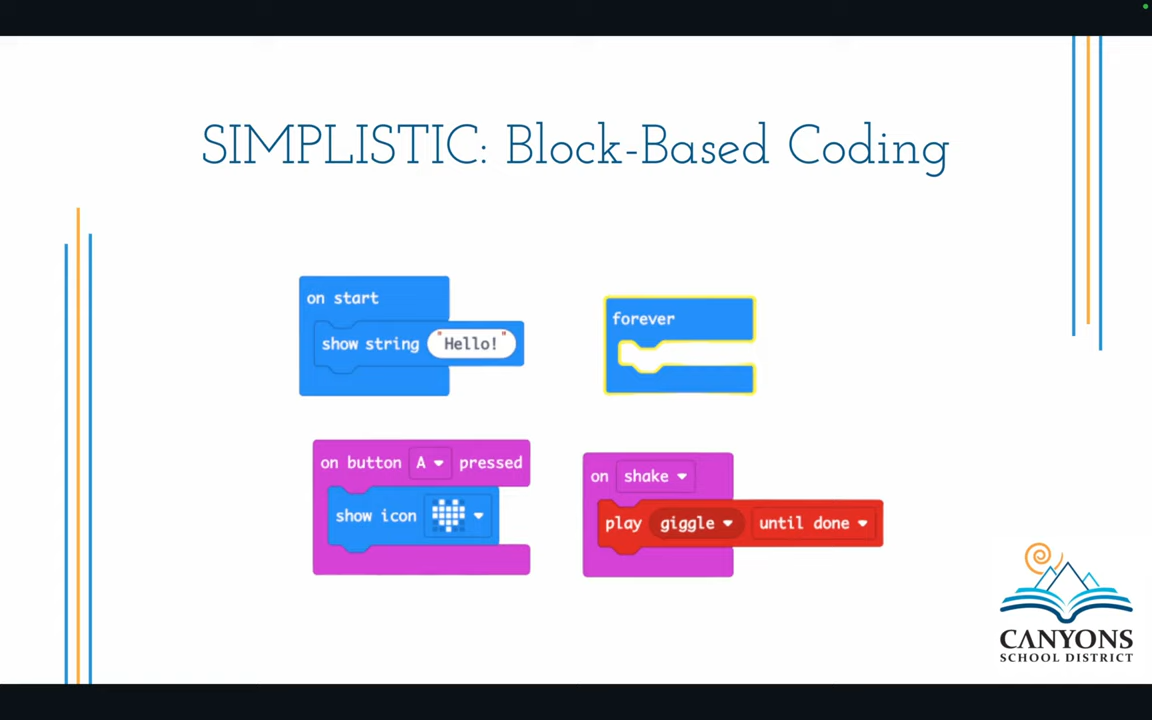 SIMPLISTIC: Block-Based Coding
on start
show string "Hello!"
forever
on button A pressed
show icon
on shake
play giggle until done
CANYONS
SCHOOL DISTRICT